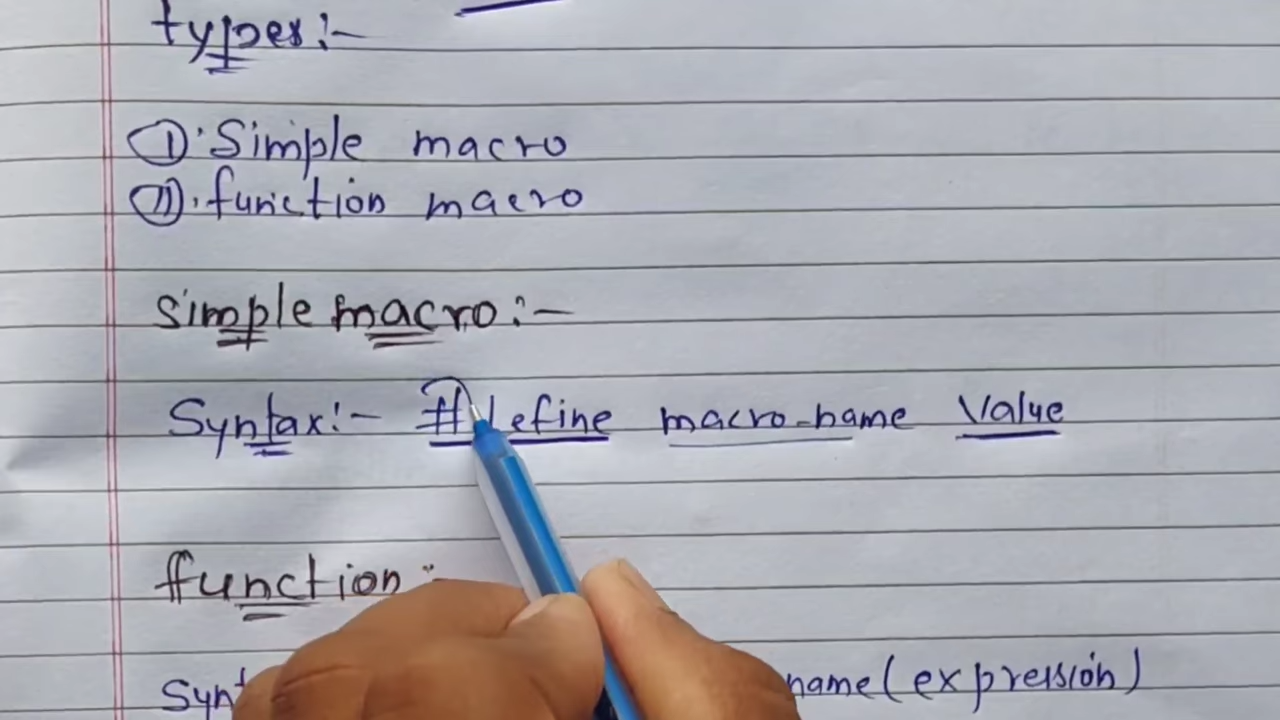 types:-
I. Simple macro
II. function macro
simple macro:-
Syntax:- #define macro-name Value
function
name(expression)